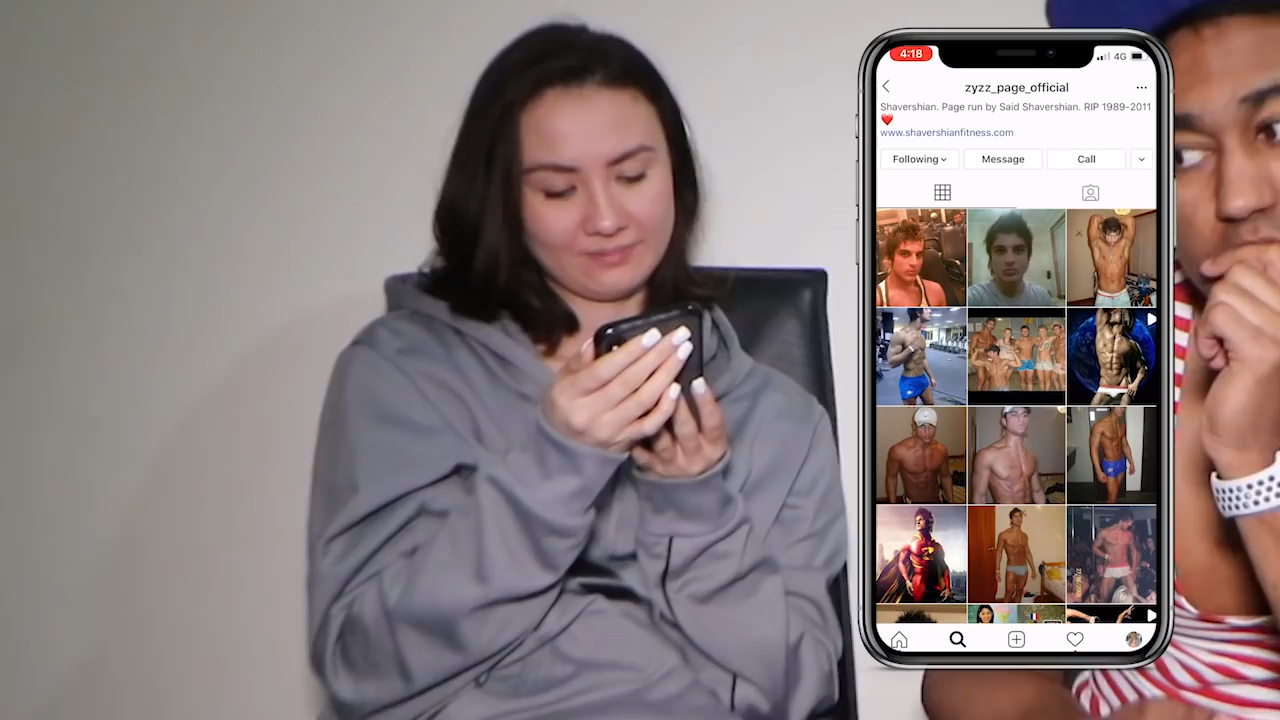 4:18
4G
zyzz_page_official
Shavershian. Page run by Said Shavershian. RIP 1989-2011
❤️
www.shavershianfitness.com
Following
Message
Call